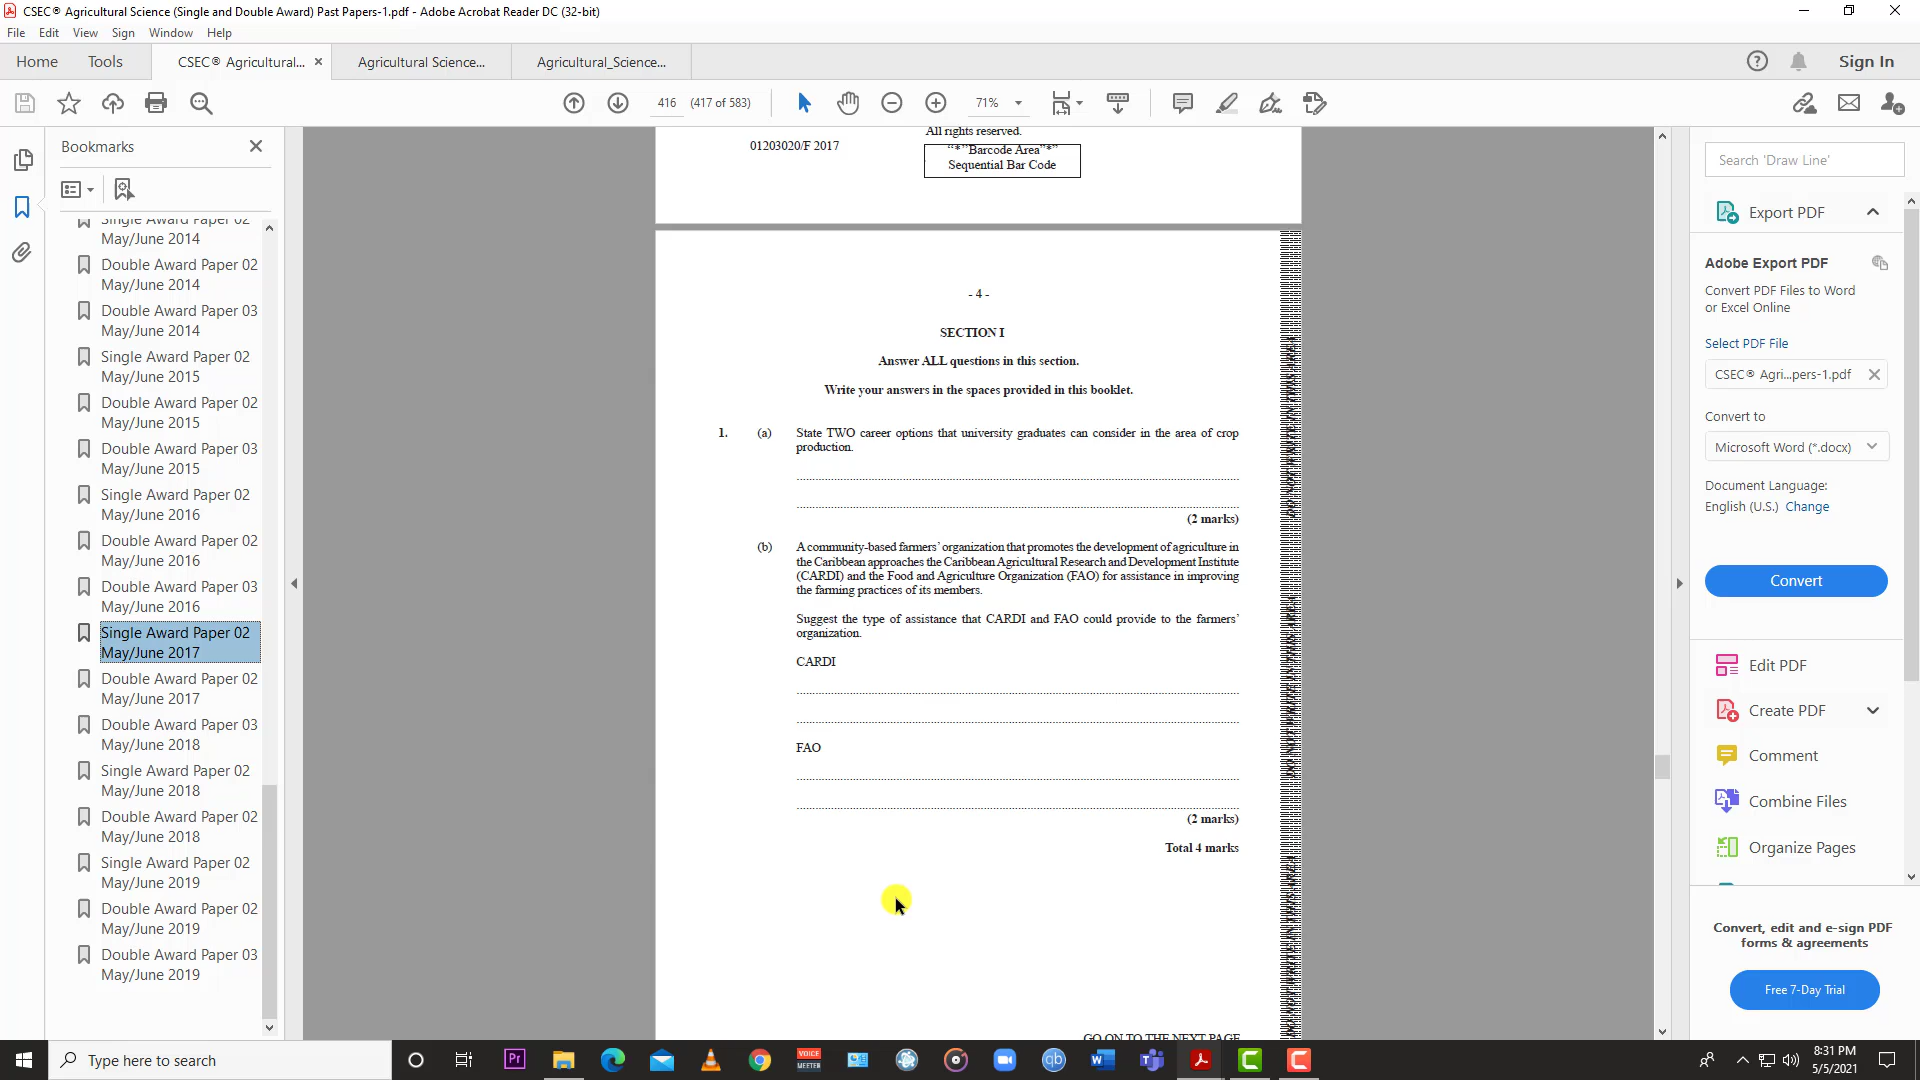 CSEC® Agricultural Science (Single and Double Award) Past Papers-1.pdf - Adobe Acrobat Reader DC (32-bit)
File Edit View Sign Window Help
Home Tools CSEC® Agricultural... Agricultural Science... Agricultural_Science... Sign In
416 (417 of 583) 71%
Bookmarks
Single Award Paper 02
May/June 2014
Double Award Paper 02
May/June 2014
Double Award Paper 03
May/June 2014
Single Award Paper 02
May/June 2015
Double Award Paper 02
May/June 2015
Double Award Paper 03
May/June 2015
Single Award Paper 02
May/June 2016
Double Award Paper 02
May/June 2016
Double Award Paper 03
May/June 2016
Single Award Paper 02
May/June 2017
Double Award Paper 02
May/June 2017
Double Award Paper 03
May/June 2018
Single Award Paper 02
May/June 2018
Double Award Paper 02
May/June 2018
Single Award Paper 02
May/June 2019
Double Award Paper 02
May/June 2019
Double Award Paper 03
May/June 2019
All rights reserved.
01203020/F 2017
“*”Barcode Area”*”
Sequential Bar Code
- 4 -
SECTION I
Answer ALL questions in this section.
Write your answers in the spaces provided in this booklet.
1. (a) State TWO career options that university graduates can consider in the area of crop
production.
(2 marks)
(b) A community-based farmers’ organization that promotes the development of agriculture in
the Caribbean approaches the Caribbean Agricultural Research and Development Institute
(CARDI) and the Food and Agriculture Organization (FAO) for assistance in improving
the farming practices of its members.
Suggest the type of assistance that CARDI and FAO could provide to the farmers’
organization.
CARDI
FAO
(2 marks)
Total 4 marks
GO ON TO THE NEXT PAGE
Search 'Draw Line'
Export PDF
Adobe Export PDF
Convert PDF Files to Word
or Excel Online
Select PDF File
CSEC® Agri...pers-1.pdf
Convert to
Microsoft Word (*.docx)
Document Language:
English (U.S.) Change
Convert
Edit PDF
Create PDF
Comment
Combine Files
Organize Pages
Convert, edit and e-sign PDF
forms & agreements
Free 7-Day Trial
Type here to search
Pr
VOICE
MEETER
qb
8:31 PM
5/5/2021